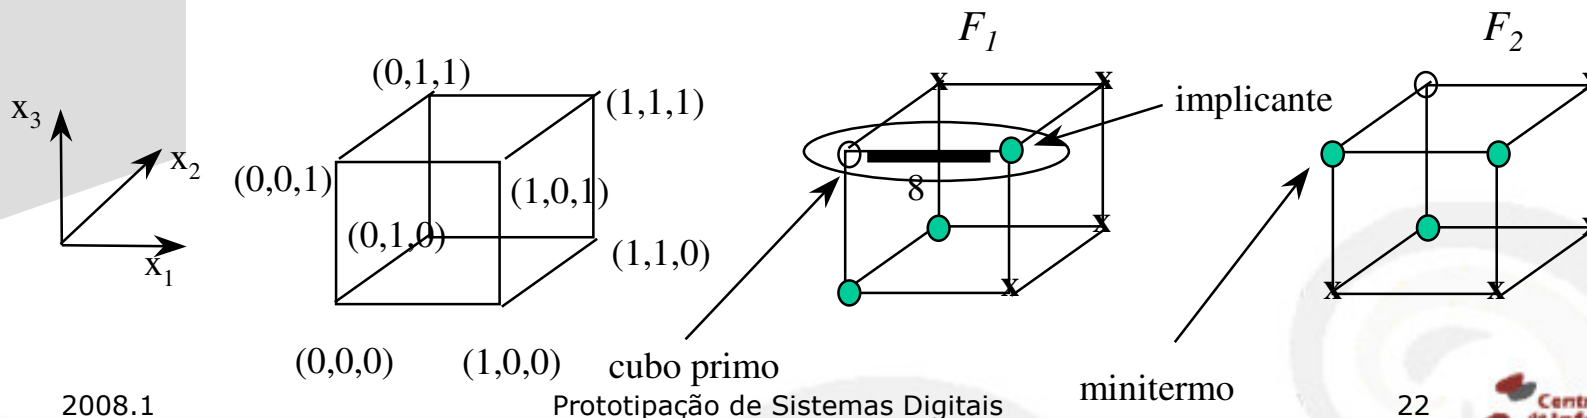 F1
F2
(0,1,1)
x
x
x3
(1,1,1)
implicante
x2
(0,0,1)
(1,0,1)
8
(0,1,0)
x
(1,1,0)
x1
x
x
x
(0,0,0)
(1,0,0)
cubo primo
minitermo
2008.1
Prototipação de Sistemas Digitais
22